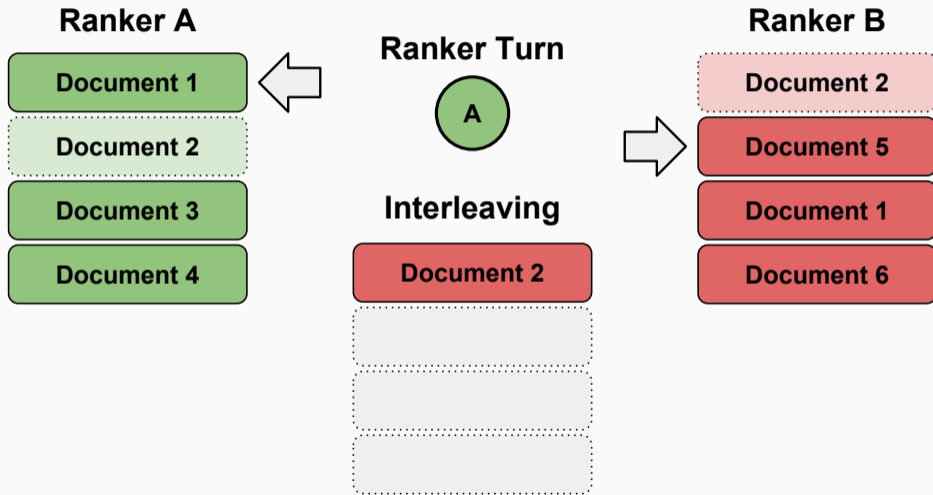 Ranker A
Document 1
Document 2
Document 3
Document 4
Ranker Turn
A
Interleaving
Document 2
Ranker B
Document 2
Document 5
Document 1
Document 6